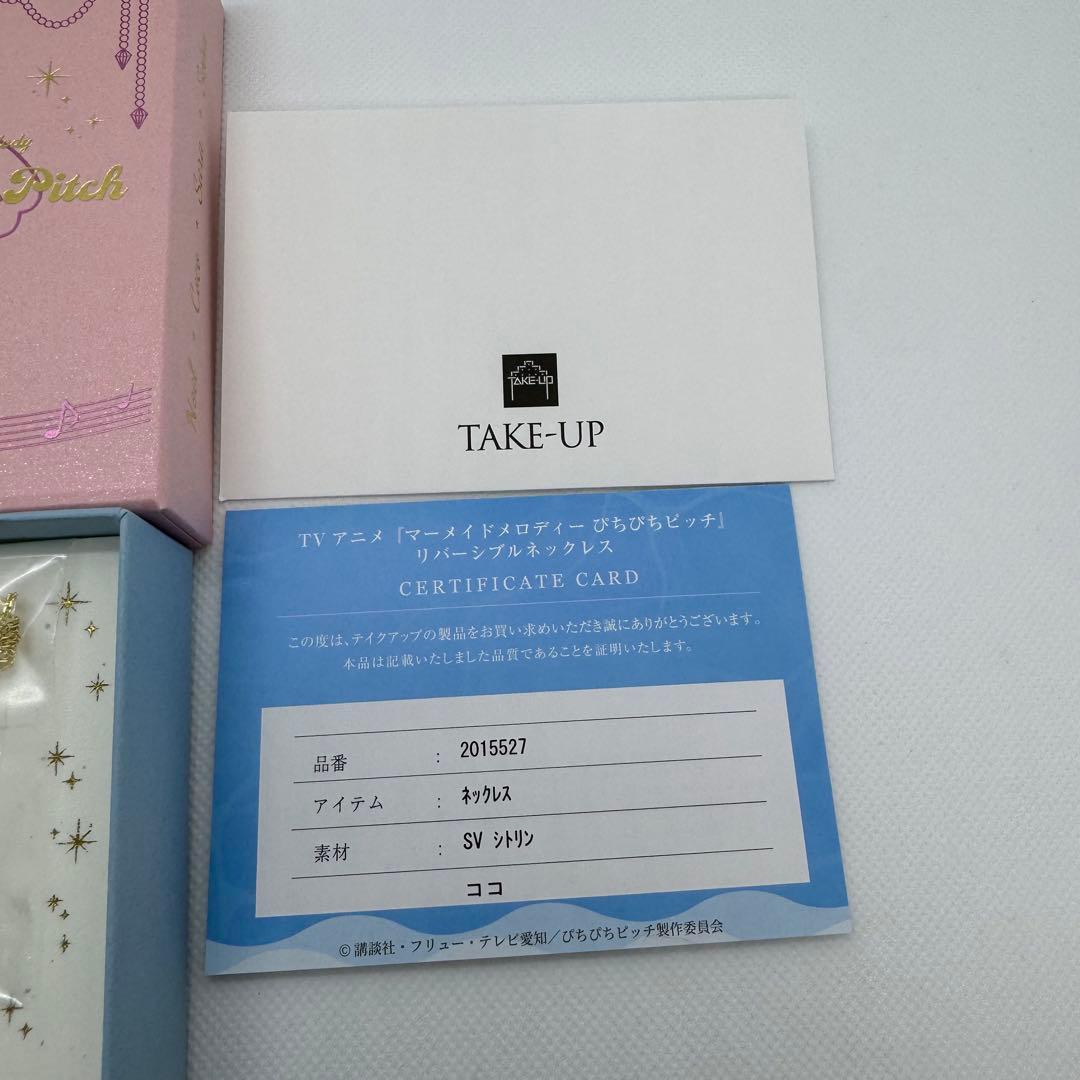 Pitch
TAKE-UP
TAKE-UP
TVアニメ『マーメイドメロディー ぴちぴちピッチ』
リバーシブルネックレス
CERTIFICATE CARD
この度は、テイクアップの製品をお買い求めいただき誠にありがとうございます。
本品は記載いたしました品質であることを証明いたします。
品番 : 2015527
アイテム : ネックレス
素材 : SV シトリン
ココ
©講談社・フリュー・テレビ愛知／ぴちぴちピッチ製作委員会